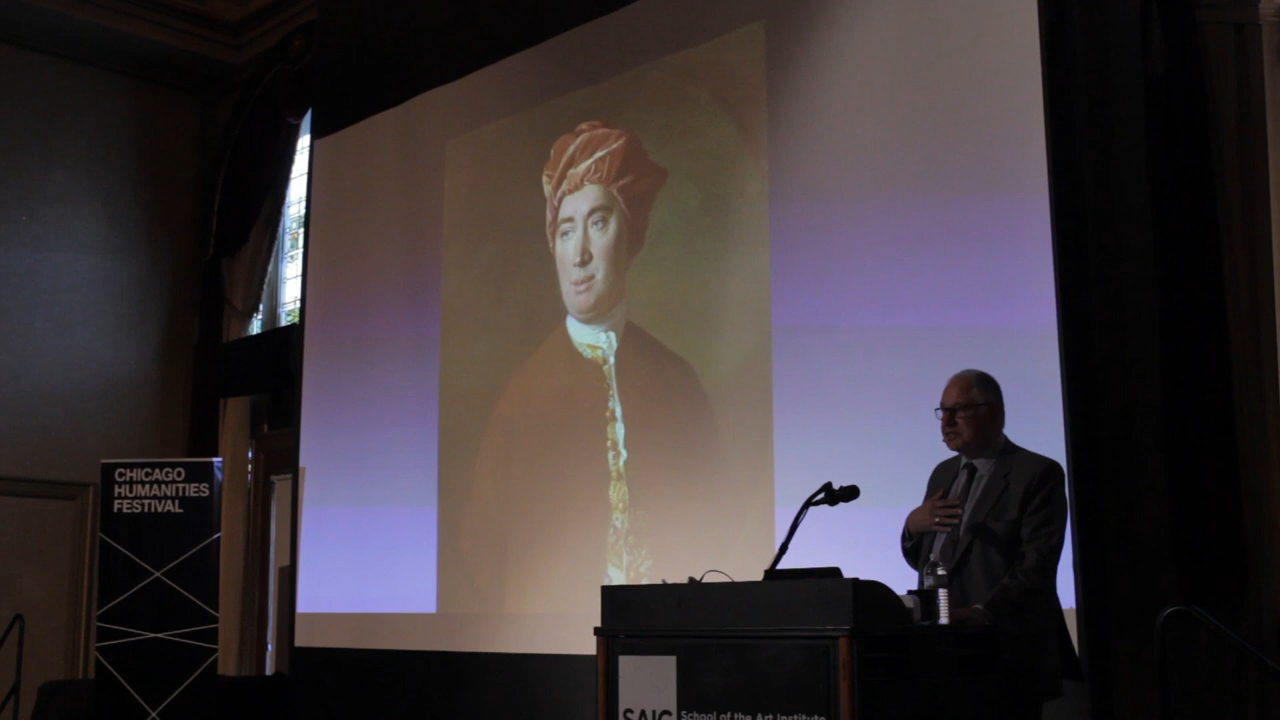 CHICAGO
HUMANITIES
FESTIVAL
SAIC
School of the Art Institute